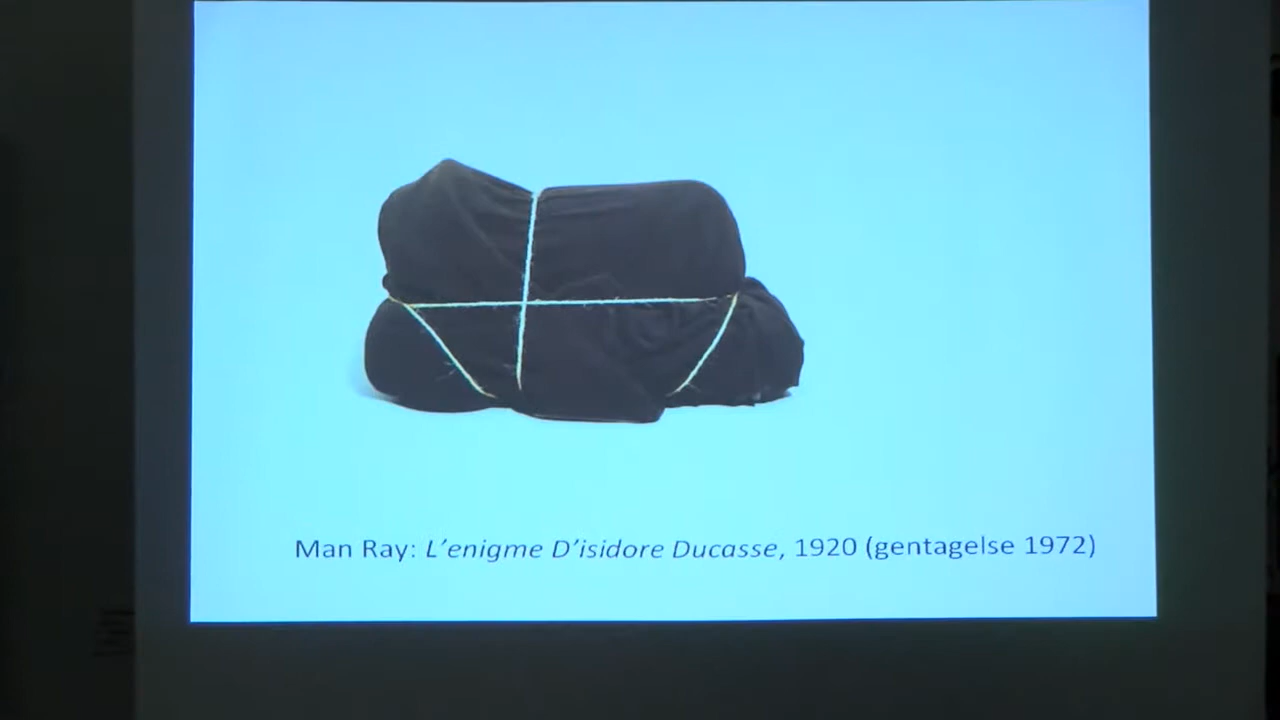 Man Ray: L’enigme D’isidore Ducasse, 1920 (gentagelse 1972)